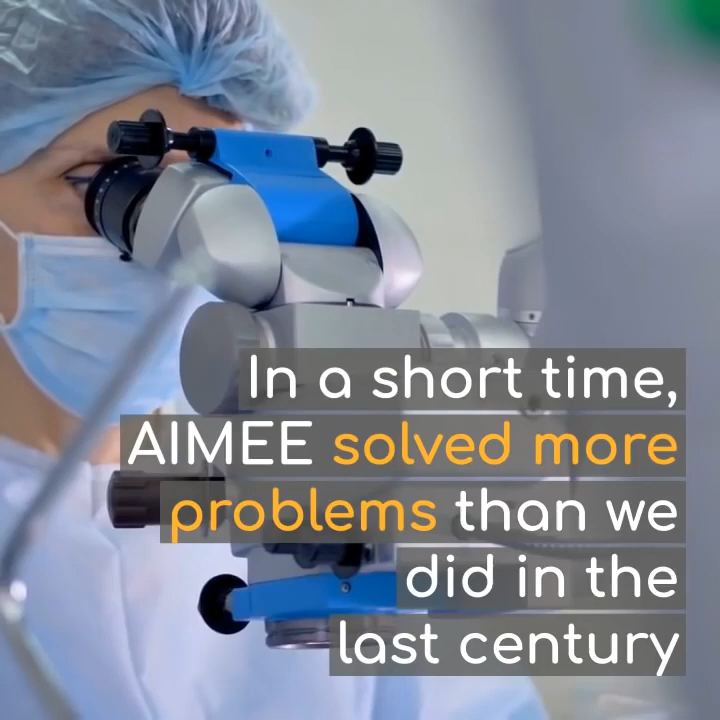 In a short time,
AIMEE solved more
problems than we
did in the
last century